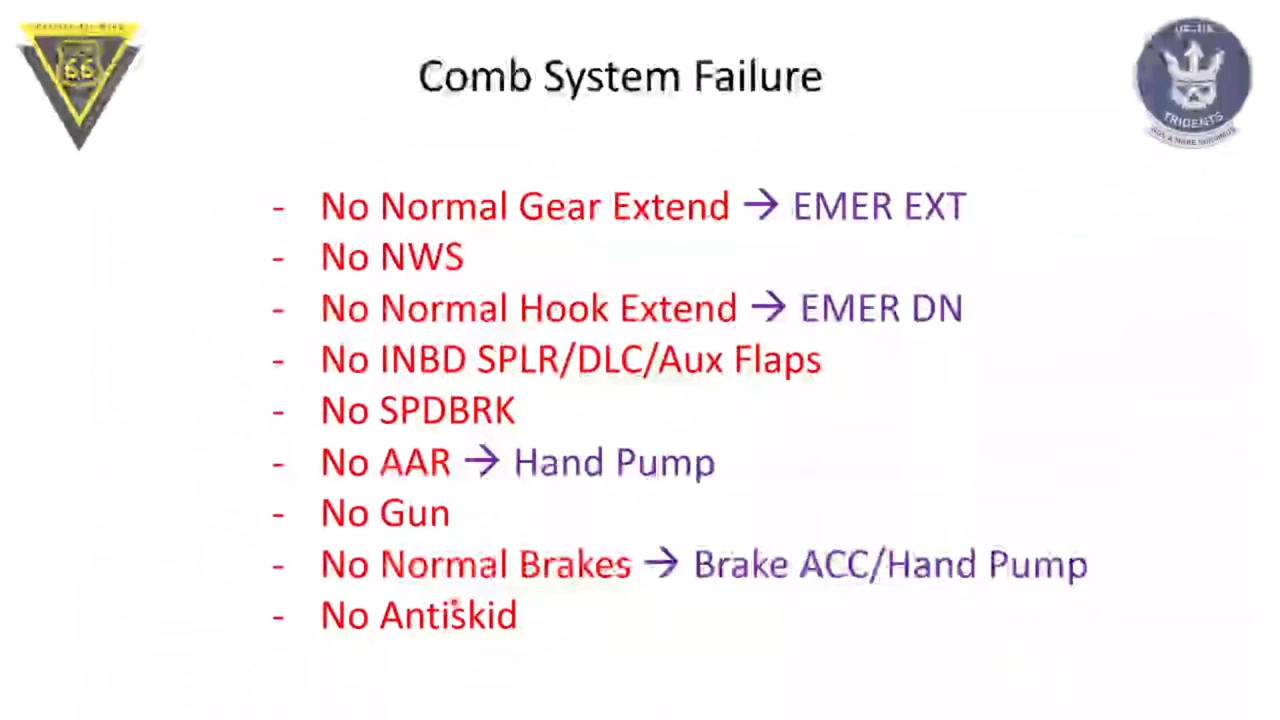 66
Comb System Failure
TRIDENTS
- No Normal Gear Extend → EMER EXT
- No NWS
- No Normal Hook Extend → EMER DN
- No INBD SPLR/DLC/Aux Flaps
- No SPDBRK
- No AAR → Hand Pump
- No Gun
- No Normal Brakes → Brake ACC/Hand Pump
- No Antiskid